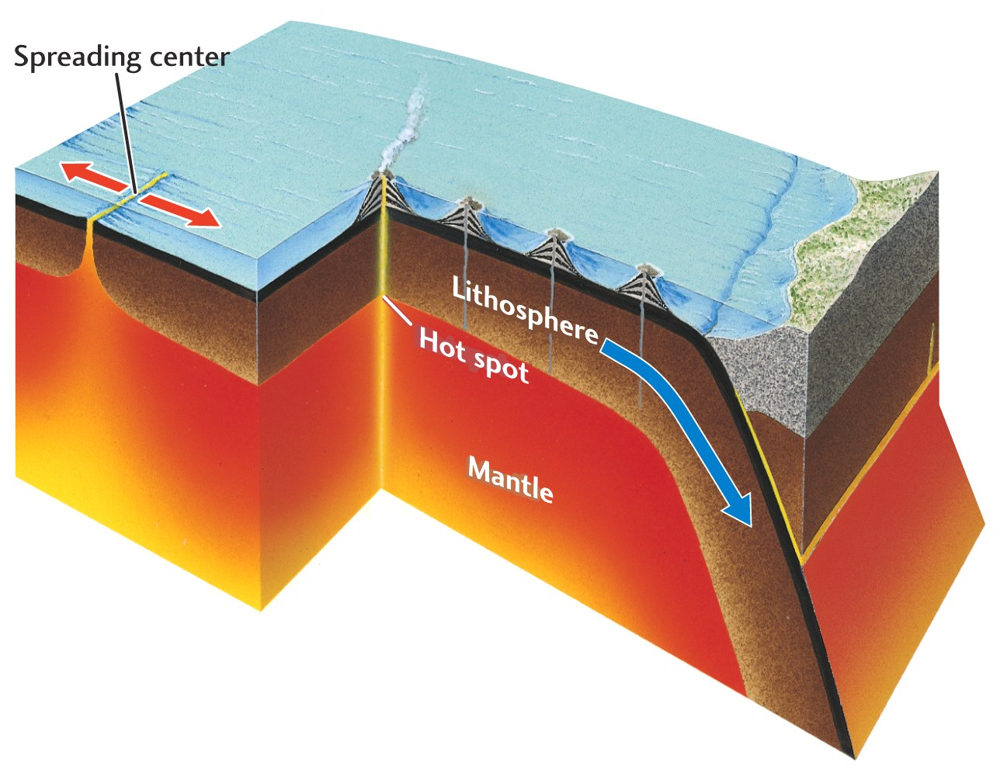 Spreading center
Lithosphere
Hot spot
Mantle